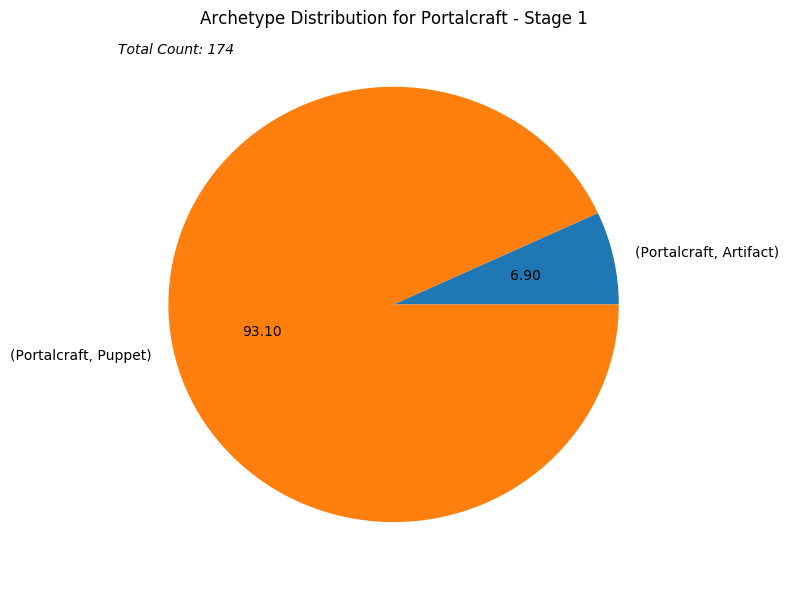 Archetype Distribution for Portalcraft - Stage 1
Total Count: 174
(Portalcraft, Artifact)
6.90
93.10
(Portalcraft, Puppet)